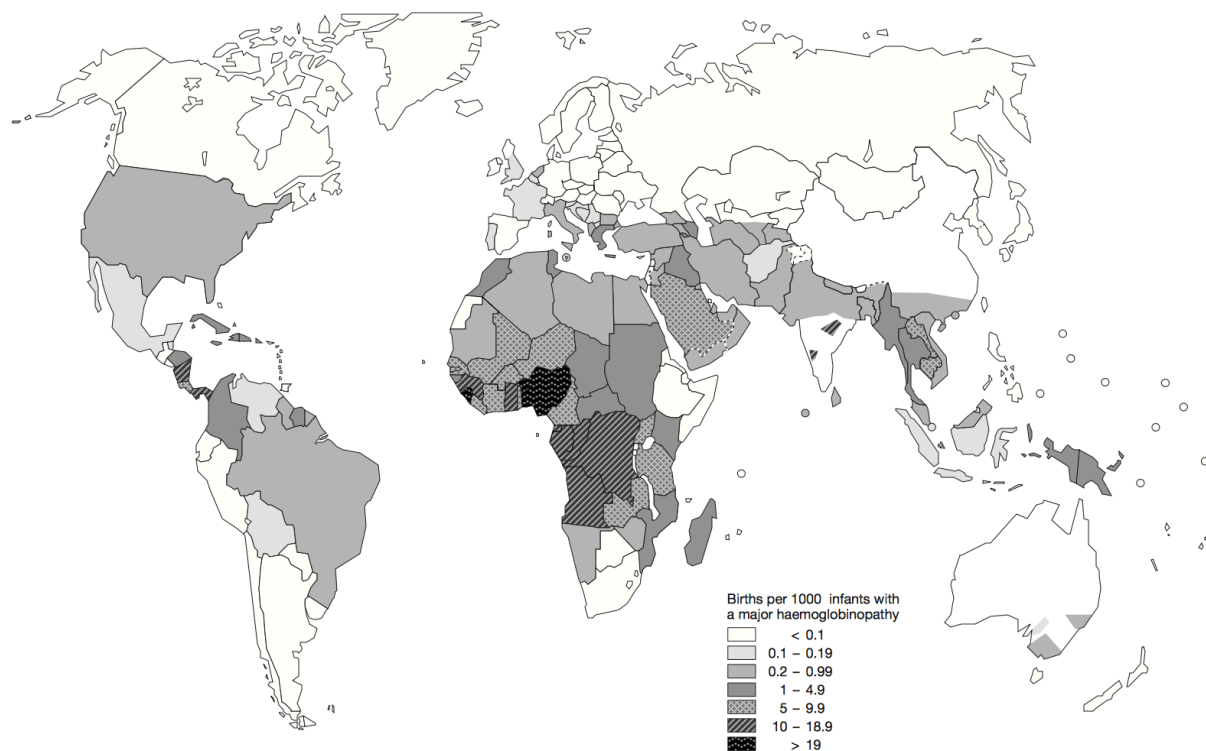 Births per 1000 infants with
a major haemoglobinopathy
< 0.1
0.1 – 0.19
0.2 – 0.99
1 – 4.9
5 – 9.9
10 – 18.9
> 19